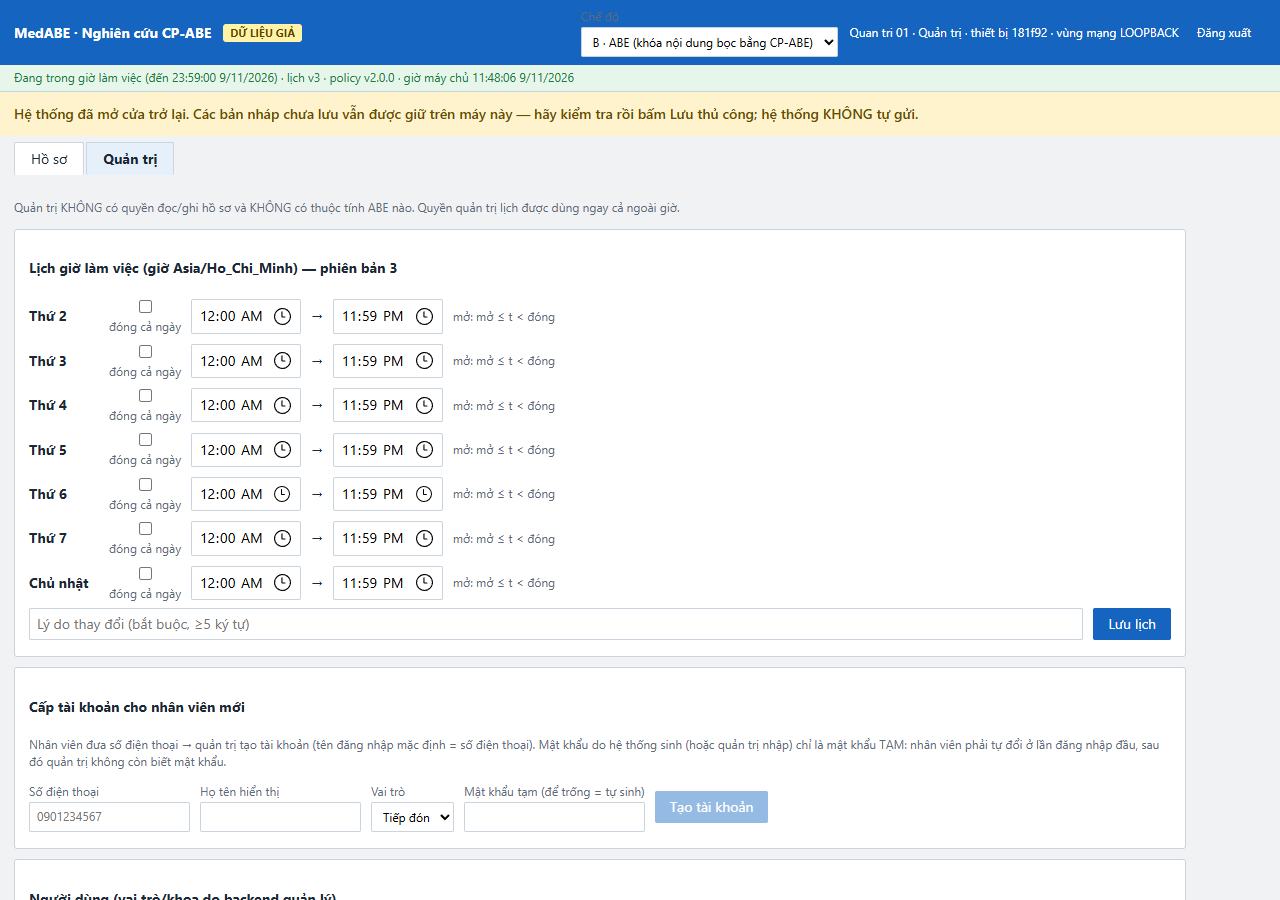 MedABE · Nghiên cứu CP-ABE
DỮ LIỆU GIẢ
Chế độ
B · ABE (khóa nội dung bọc bằng CP-ABE)
Quan tri 01 · Quản trị · thiết bị 181f92 · vùng mạng LOOPBACK
Đăng xuất
Đang trong giờ làm việc (đến 23:59:00 9/11/2026) · lịch v3 · policy v2.0.0 · giờ máy chủ 11:48:06 9/11/2026
Hệ thống đã mở cửa trở lại. Các bản nháp chưa lưu vẫn được giữ trên máy này — hãy kiểm tra rồi bấm Lưu thủ công; hệ thống KHÔNG tự gửi.
Hồ sơ
Quản trị
Quản trị KHÔNG có quyền đọc/ghi hồ sơ và KHÔNG có thuộc tính ABE nào. Quyền quản trị lịch được dùng ngay cả ngoài giờ.
Lịch giờ làm việc (giờ Asia/Ho_Chi_Minh) — phiên bản 3
Thứ 2 đóng cả ngày 12:00 AM → 11:59 PM mở: mở ≤ t < đóng
Thứ 3 đóng cả ngày 12:00 AM → 11:59 PM mở: mở ≤ t < đóng
Thứ 4 đóng cả ngày 12:00 AM → 11:59 PM mở: mở ≤ t < đóng
Thứ 5 đóng cả ngày 12:00 AM → 11:59 PM mở: mở ≤ t < đóng
Thứ 6 đóng cả ngày 12:00 AM → 11:59 PM mở: mở ≤ t < đóng
Thứ 7 đóng cả ngày 12:00 AM → 11:59 PM mở: mở ≤ t < đóng
Chủ nhật đóng cả ngày 12:00 AM → 11:59 PM mở: mở ≤ t < đóng
Lý do thay đổi (bắt buộc, ≥5 ký tự)
Lưu lịch
Cấp tài khoản cho nhân viên mới
Nhân viên đưa số điện thoại → quản trị tạo tài khoản (tên đăng nhập mặc định = số điện thoại). Mật khẩu do hệ thống sinh (hoặc quản trị nhập) chỉ là mật khẩu TẠM: nhân viên phải tự đổi ở lần đăng nhập đầu, sau
đó quản trị không còn biết mật khẩu.
Số điện thoại
Họ tên hiển thị
Vai trò
Mật khẩu tạm (để trống = tự sinh)
0901234567
Tiếp đón
Tạo tài khoản
Người dùng (vai trò/khoa do backend quản lý)